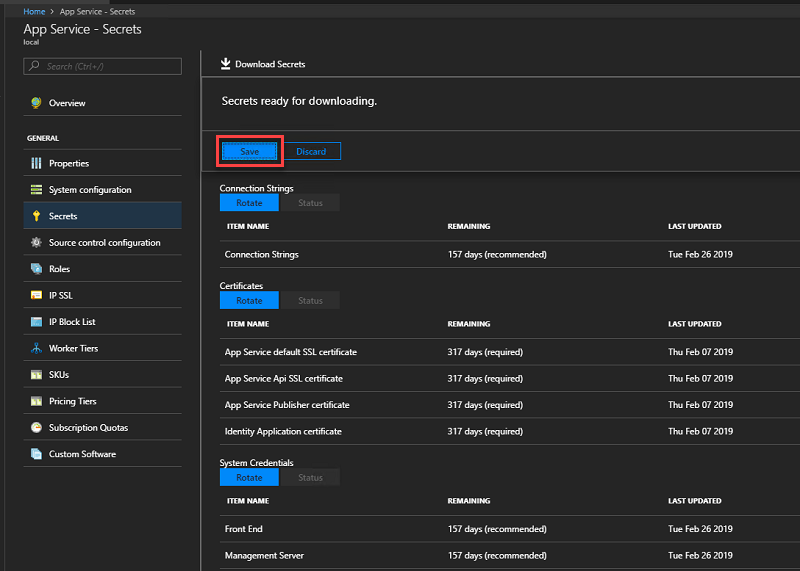 Home > App Service - Secrets
App Service - Secrets
local
Search (Ctrl+/)
Overview
GENERAL
Properties
System configuration
Secrets
Source control configuration
Roles
IP SSL
IP Block List
Worker Tiers
SKUs
Pricing Tiers
Subscription Quotas
Custom Software
Download Secrets
Secrets ready for downloading.
Save Discard
Connection Strings
Rotate Status
ITEM NAME REMAINING LAST UPDATED
Connection Strings 157 days (recommended) Tue Feb 26 2019
Certificates
Rotate Status
ITEM NAME REMAINING LAST UPDATED
App Service default SSL certificate 317 days (required) Thu Feb 07 2019
App Service Api SSL certificate 317 days (required) Thu Feb 07 2019
App Service Publisher certificate 317 days (required) Thu Feb 07 2019
Identity Application certificate 317 days (required) Thu Feb 07 2019
System Credentials
Rotate Status
ITEM NAME REMAINING LAST UPDATED
Front End 157 days (recommended) Tue Feb 26 2019
Management Server 157 days (recommended) Tue Feb 26 2019